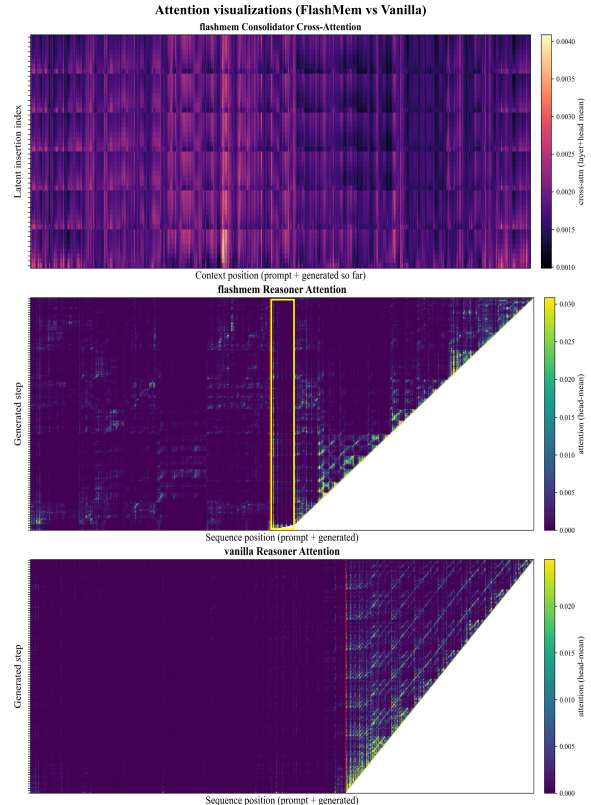 Attention visualizations (FlashMem vs Vanilla)
flashmem Consolidator Cross-Attention
Latent insertion index
0.0040
0.0035
0.0030
0.0025
0.0020
0.0015
0.0010
cross-attn (layer+head mean)
Context position (prompt + generated so far)
flashmem Reasoner Attention
Generated step
0.030
0.025
0.020
0.015
0.010
0.005
0.000
attention (head-mean)
Sequence position (prompt + generated)
vanilla Reasoner Attention
Generated step
0.020
0.015
0.010
0.005
0.000
attention (head-mean)
Sequence position (prompt + generated)